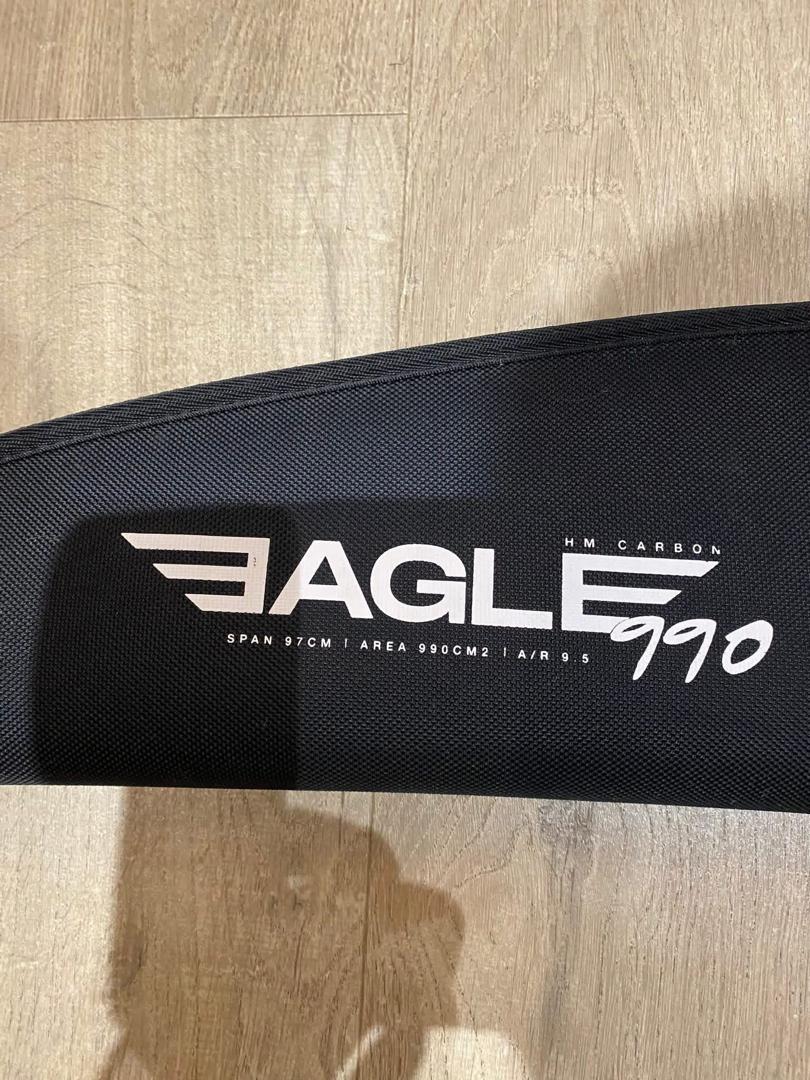 HM CARBON
EAGLE
990
SPAN 97CM | AREA 990CM2 | A/R 9.5